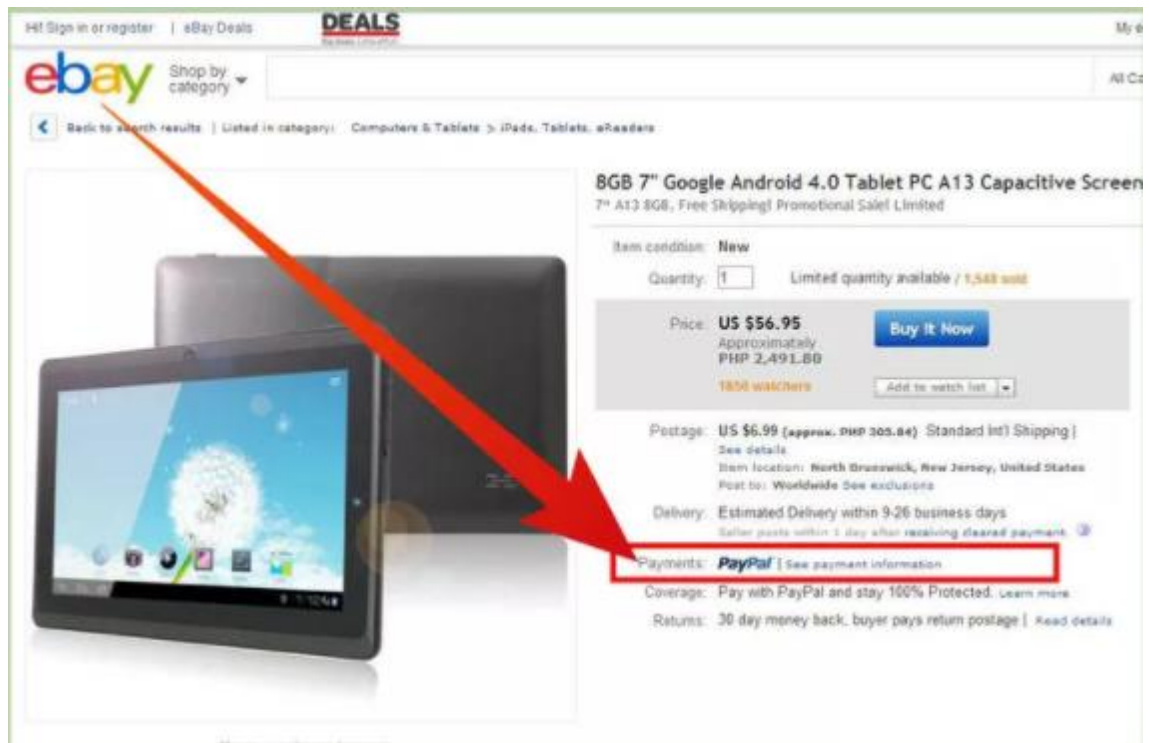 Hi! Sign in or register | eBay Deals
DEALS
My e
ebay
Shop by category
All Ca
Back to search results | Listed in category: Computers & Tablets > iPads, Tablets, eReaders
8GB 7" Google Android 4.0 Tablet PC A13 Capacitive Screen
7" A13 8GB, Free Shipping! Promotional Sale! Limited
Item condition: New
Quantity: 1 Limited quantity available / 1,548 sold
Price: US $56.95 Buy It Now
Approximately
PHP 2,491.80
1850 watchers Add to watch list
Postage: US $6.99 (approx. PHP 305.84) Standard Int'l Shipping |
See details
Item location: North Brunswick, New Jersey, United States
Post to: Worldwide See exclusions
Delivery: Estimated Delivery within 9-26 business days
Seller posts within 1 day after receiving cleared payment.
Payments: PayPal | See payment information
Coverage: Pay with PayPal and stay 100% Protected. Learn more
Returns: 30 day money back, buyer pays return postage | Read details